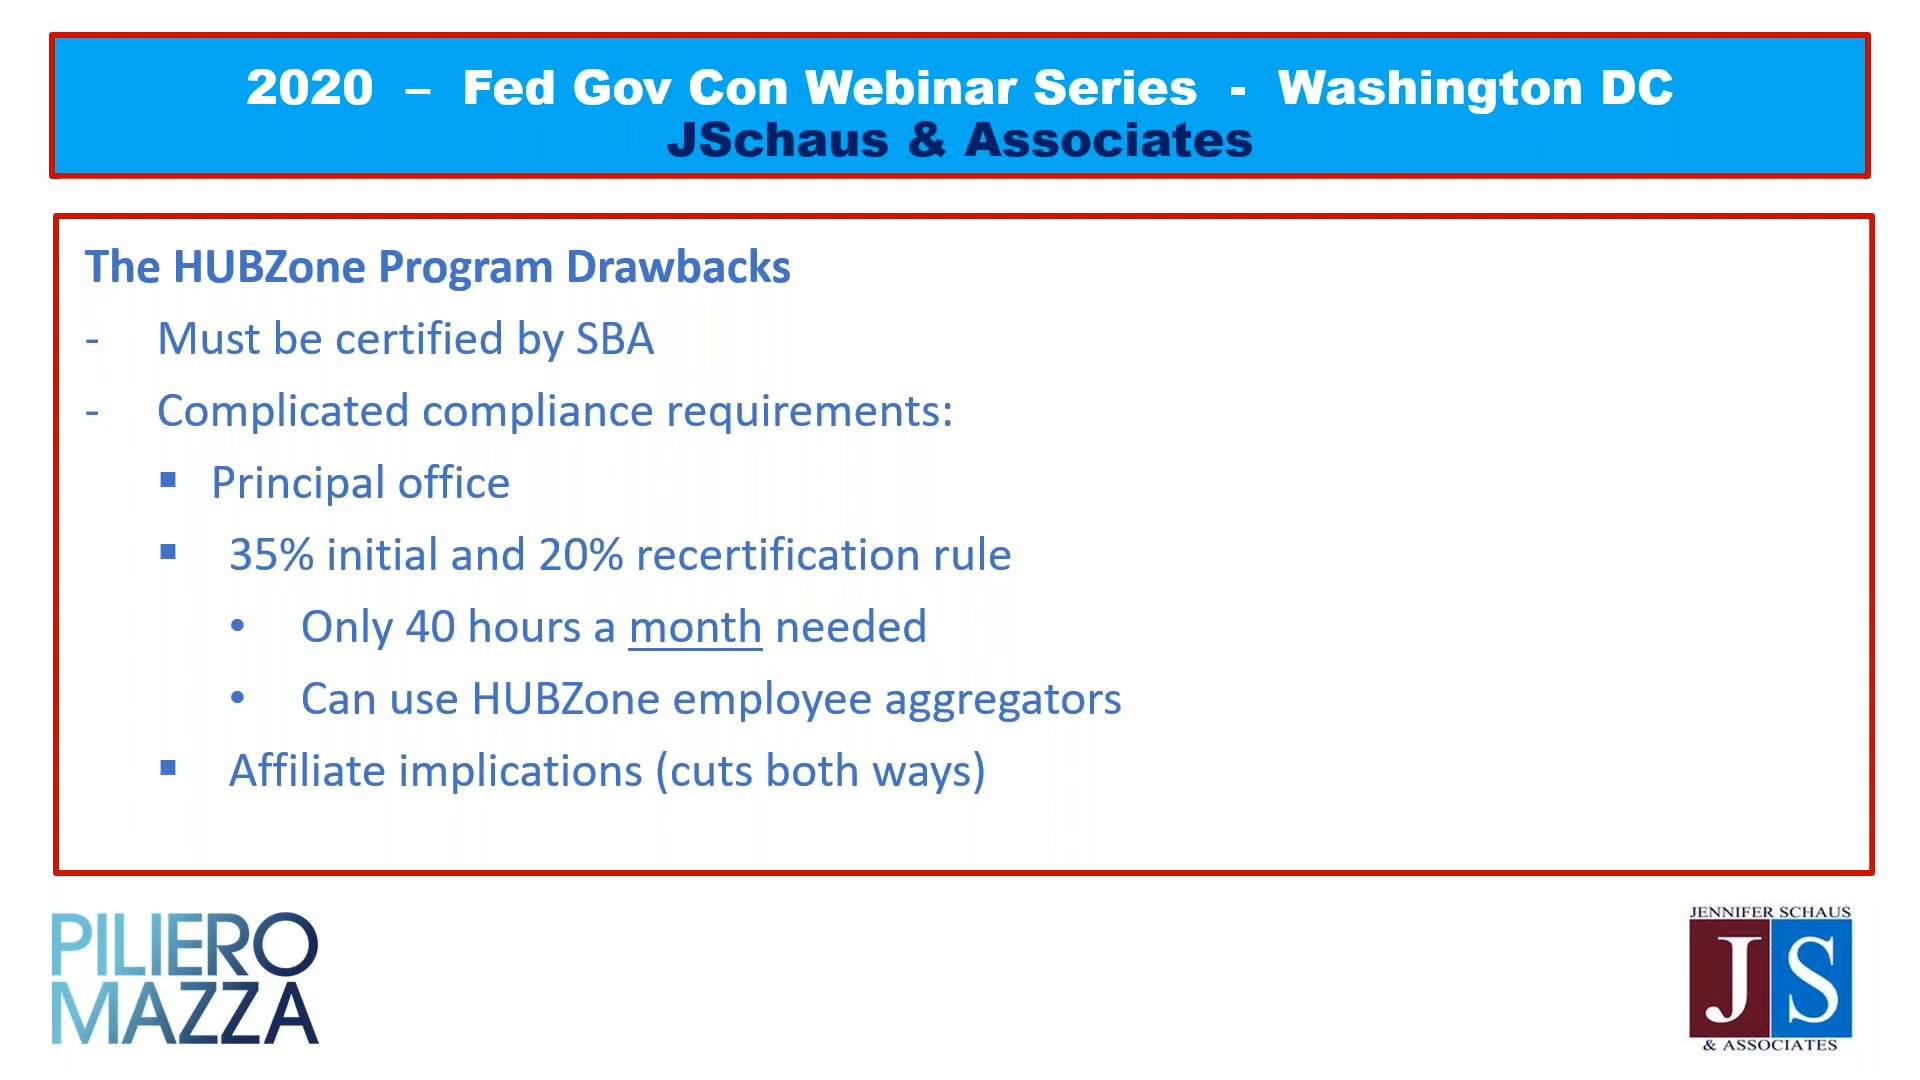 2020 – Fed Gov Con Webinar Series - Washington DC
JSchaus & Associates
The HUBZone Program Drawbacks
- Must be certified by SBA
- Complicated compliance requirements:
▪ Principal office
▪ 35% initial and 20% recertification rule
• Only 40 hours a month needed
• Can use HUBZone employee aggregators
▪ Affiliate implications (cuts both ways)
PILIERO
MAZZA
JENNIFER SCHAUS
JS
& ASSOCIATES